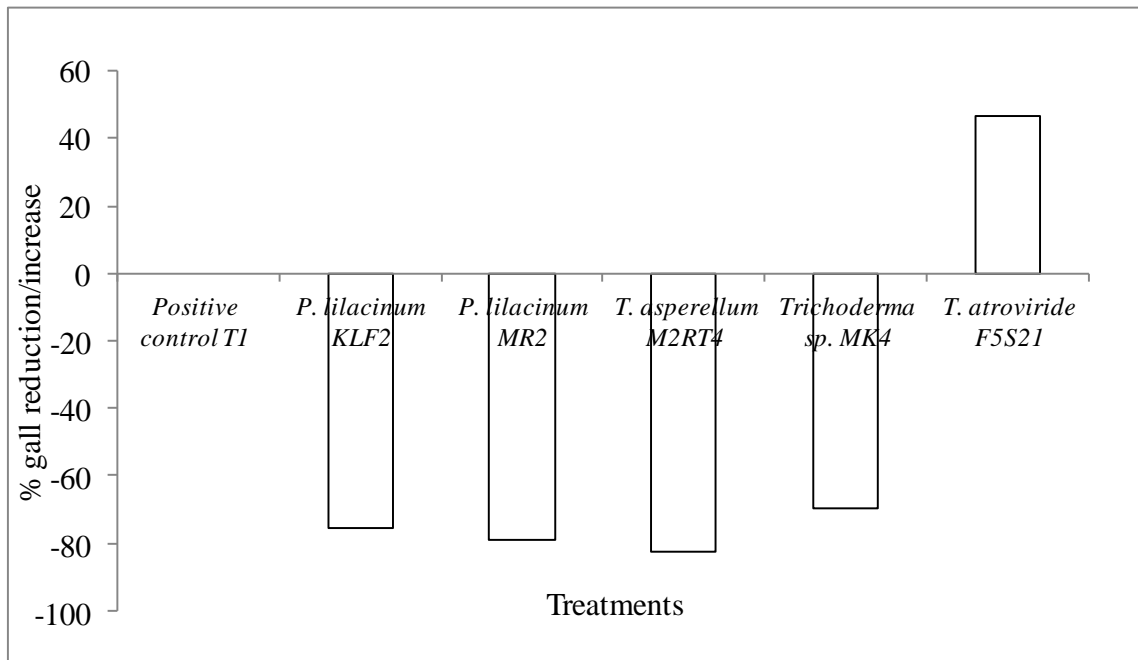 % gall reduction/increase
60
40
20
0
-20
-40
-60
-80
-100
Positive
control T1
P. lilacinum
KLF2
P. lilacinum
MR2
T. asperellum
M2RT4
Trichoderma
sp. MK4
T. atroviride
F5S21
Treatments